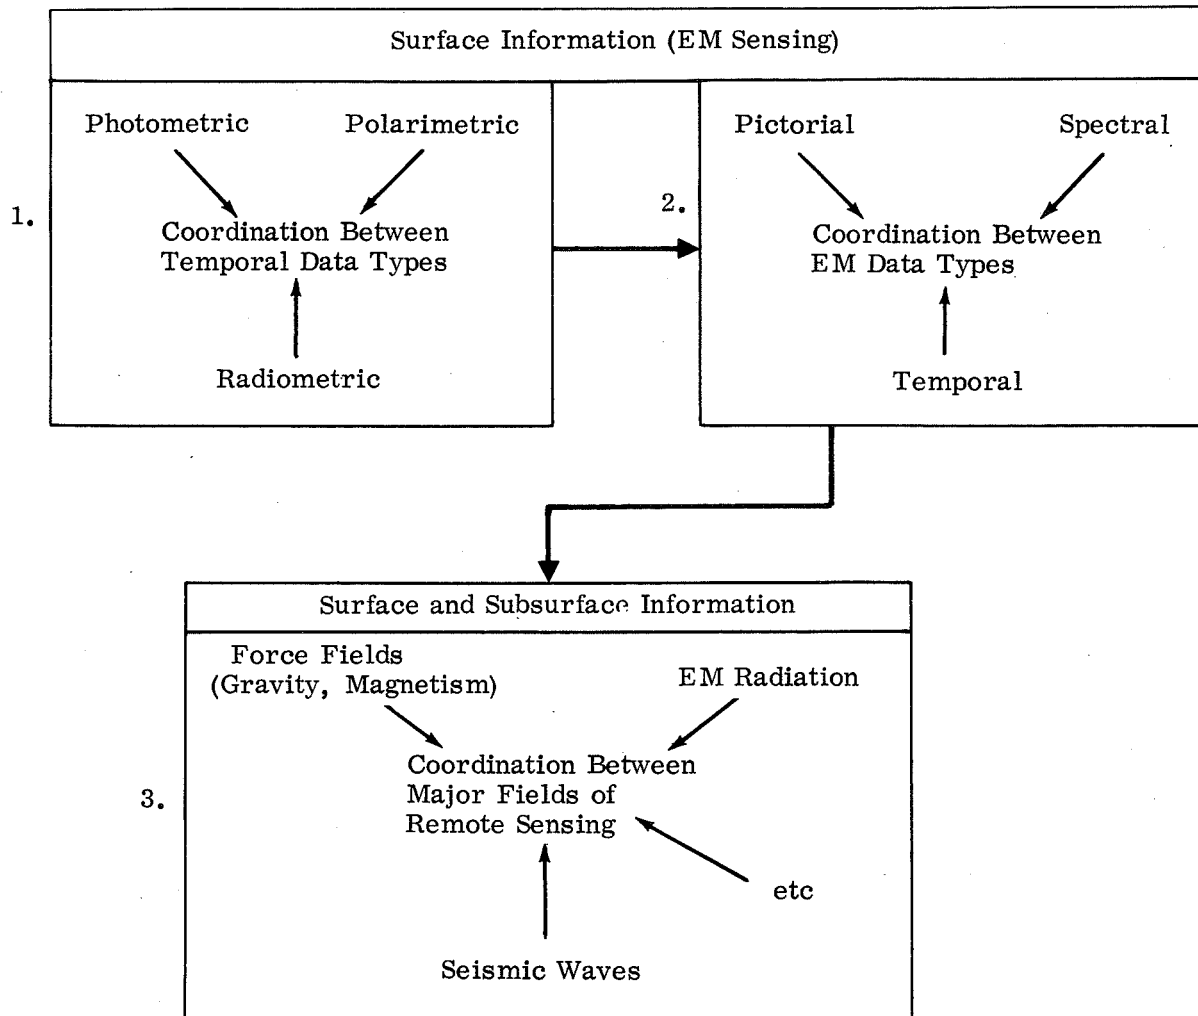 Surface Information (EM Sensing)
1.
Photometric
Polarimetric
Coordination Between
Temporal Data Types
Radiometric
2.
Pictorial
Spectral
Coordination Between
EM Data Types
Temporal
Surface and Subsurface Information
3.
Force Fields
(Gravity, Magnetism)
EM Radiation
Coordination Between
Major Fields of
Remote Sensing
etc
Seismic Waves